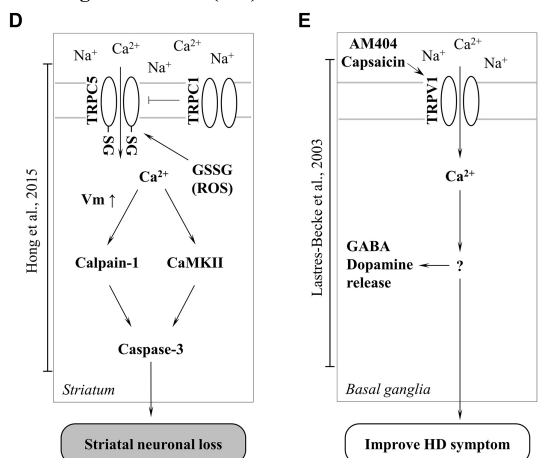 D
Na⁺
Ca²⁺
Ca²⁺
Na⁺
Na⁺
TRPC5
TRPC1
SG
SG
GSSG
(ROS)
Ca²⁺
Vm ↑
Calpain-1
CaMKII
Caspase-3
Hong et al., 2015
Striatum
Striatal neuronal loss
E
AM404
Capsaicin
Na⁺
Ca²⁺
Na⁺
TRPV1
Ca²⁺
GABA
Dopamine
release
?
Lastres-Becke et al., 2003
Basal ganglia
Improve HD symptom